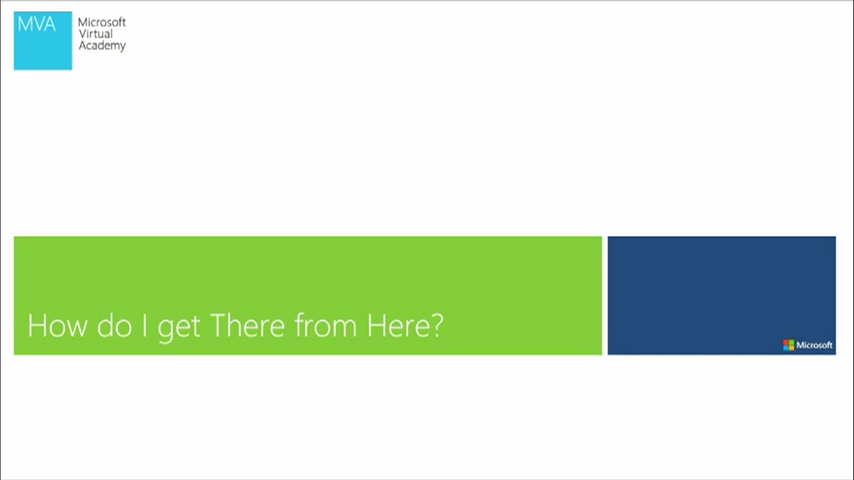 MVA
Microsoft
Virtual
Academy
How do I get There from Here?
Microsoft